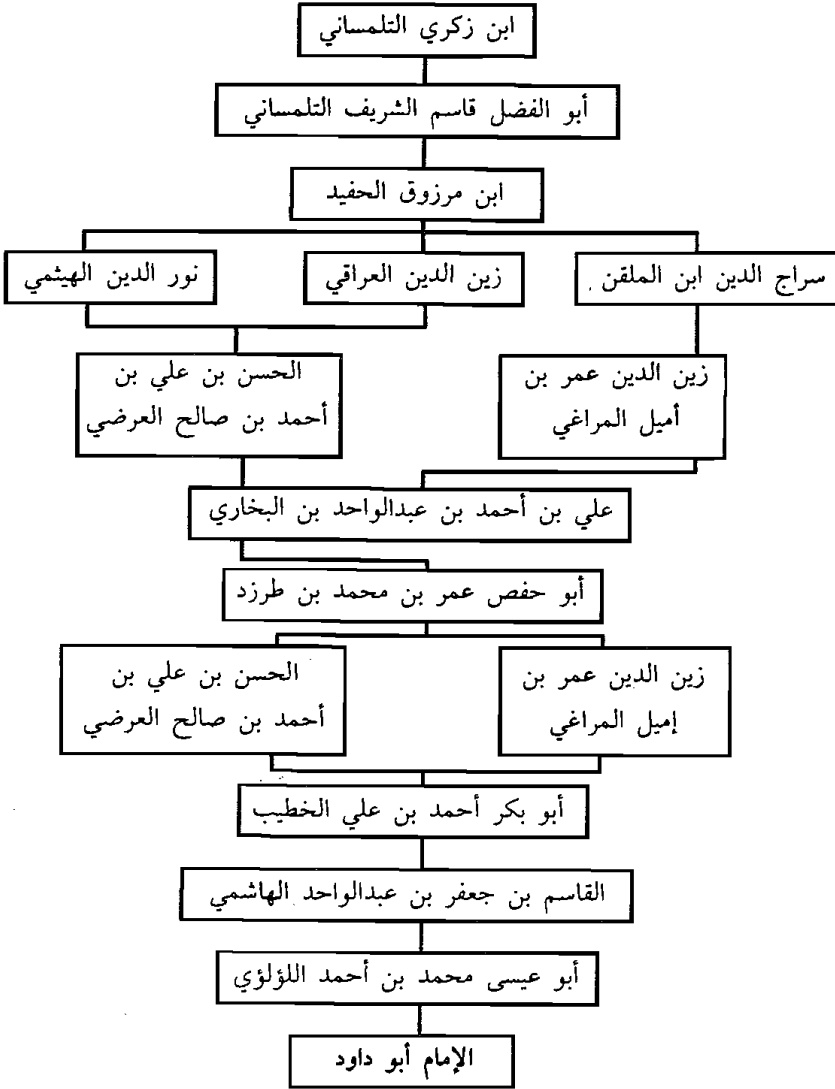 ابن زكري التلمساني
أبو الفضل قاسم الشريف التلمساني
ابن مرزوق الحفيد
سراج الدين ابن الملقن
زين الدين العراقي
نور الدين الهيثمي
زين الدين عمر بن
أميل المراغي
الحسن بن علي بن
أحمد بن صالح العرضي
علي بن أحمد بن عبدالواحد بن البخاري
أبو حفص عمر بن محمد بن طرزد
زين الدين عمر بن
إميل المراغي
الحسن بن علي بن
أحمد بن صالح العرضي
أبو بكر أحمد بن علي الخطيب
القاسم بن جعفر بن عبدالواحد الهاشمي
أبو عيسى محمد بن أحمد اللؤلؤي
الإمام أبو داود